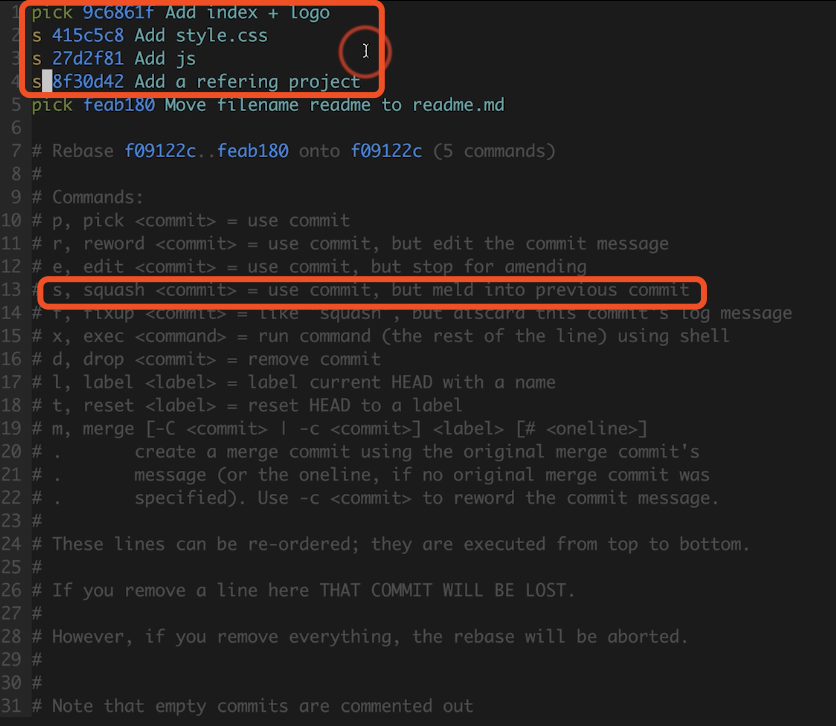 1 pick 9c6861f Add index + logo
2 s 415c5c8 Add style.css
3 s 27d2f81 Add js
4 s 8f30d42 Add a refering project
5 pick feab180 Move filename readme to readme.md
6
7 # Rebase f09122c..feab180 onto f09122c (5 commands)
8 #
9 # Commands:
10 # p, pick <commit> = use commit
11 # r, reword <commit> = use commit, but edit the commit message
12 # e, edit <commit> = use commit, but stop for amending
13 # s, squash <commit> = use commit, but meld into previous commit
14 # f, fixup <commit> = like "squash", but discard this commit's log message
15 # x, exec <command> = run command (the rest of the line) using shell
16 # d, drop <commit> = remove commit
17 # l, label <label> = label current HEAD with a name
18 # t, reset <label> = reset HEAD to a label
19 # m, merge [-C <commit> | -c <commit>] <label> [# <oneline>]
20 # .       create a merge commit using the original merge commit's
21 # .       message (or the oneline, if no original merge commit was
22 # .       specified). Use -c <commit> to reword the commit message.
23 #
24 # These lines can be re-ordered; they are executed from top to bottom.
25 #
26 # If you remove a line here THAT COMMIT WILL BE LOST.
27 #
28 # However, if you remove everything, the rebase will be aborted.
29 #
30 #
31 # Note that empty commits are commented out